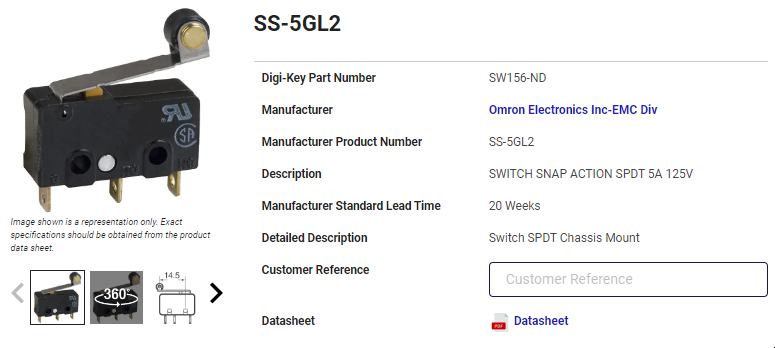 SS-5GL2
Digi-Key Part Number SW156-ND
Manufacturer Omron Electronics Inc-EMC Div
Manufacturer Product Number SS-5GL2
Description SWITCH SNAP ACTION SPDT 5A 125V
Manufacturer Standard Lead Time 20 Weeks
Detailed Description Switch SPDT Chassis Mount
Customer Reference Customer Reference
Datasheet PDF Datasheet
Image shown is a representation only. Exact
specifications should be obtained from the product
data sheet.
360°
14.5